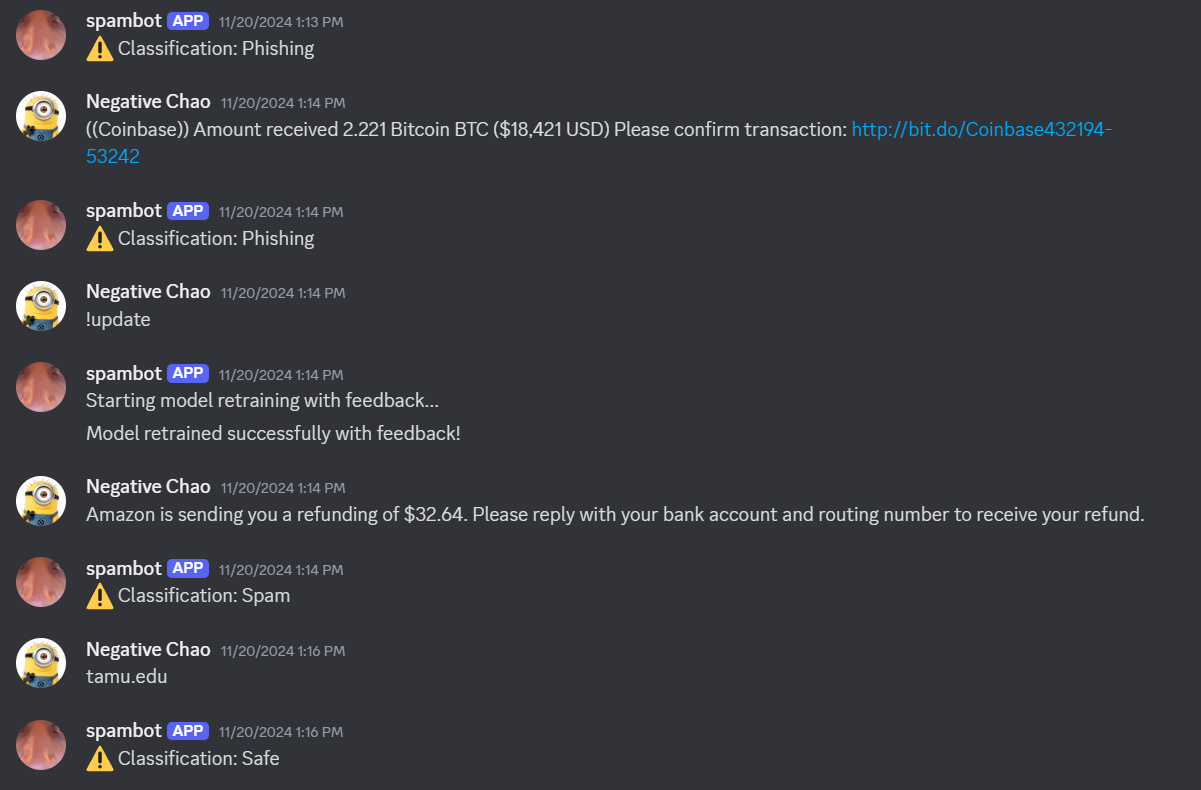 spambot APP 11/20/2024 1:13 PM
⚠ Classification: Phishing
Negative Chao 11/20/2024 1:14 PM
((Coinbase)) Amount received 2.221 Bitcoin BTC ($18,421 USD) Please confirm transaction: http://bit.do/Coinbase432194-
53242
spambot APP 11/20/2024 1:14 PM
⚠ Classification: Phishing
Negative Chao 11/20/2024 1:14 PM
!update
spambot APP 11/20/2024 1:14 PM
Starting model retraining with feedback...
Model retrained successfully with feedback!
Negative Chao 11/20/2024 1:14 PM
Amazon is sending you a refunding of $32.64. Please reply with your bank account and routing number to receive your refund.
spambot APP 11/20/2024 1:14 PM
⚠ Classification: Spam
Negative Chao 11/20/2024 1:16 PM
tamu.edu
spambot APP 11/20/2024 1:16 PM
⚠ Classification: Safe